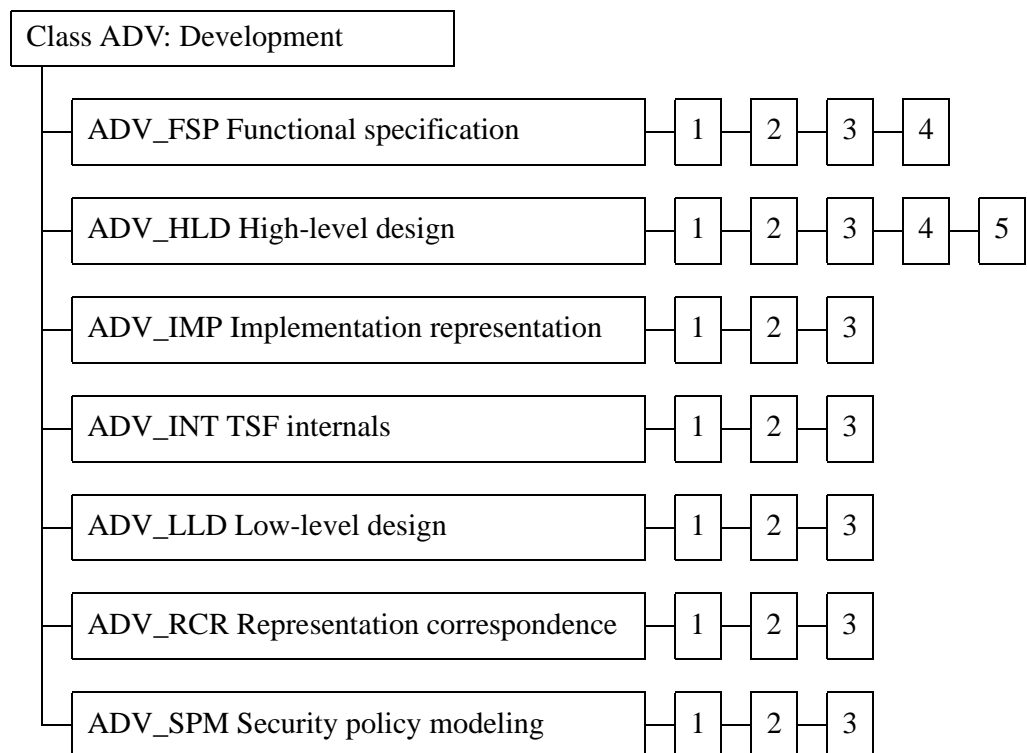 Class ADV: Development
ADV_FSP Functional specification 1 2 3 4
ADV_HLD High-level design 1 2 3 4 5
ADV_IMP Implementation representation 1 2 3
ADV_INT TSF internals 1 2 3
ADV_LLD Low-level design 1 2 3
ADV_RCR Representation correspondence 1 2 3
ADV_SPM Security policy modeling 1 2 3